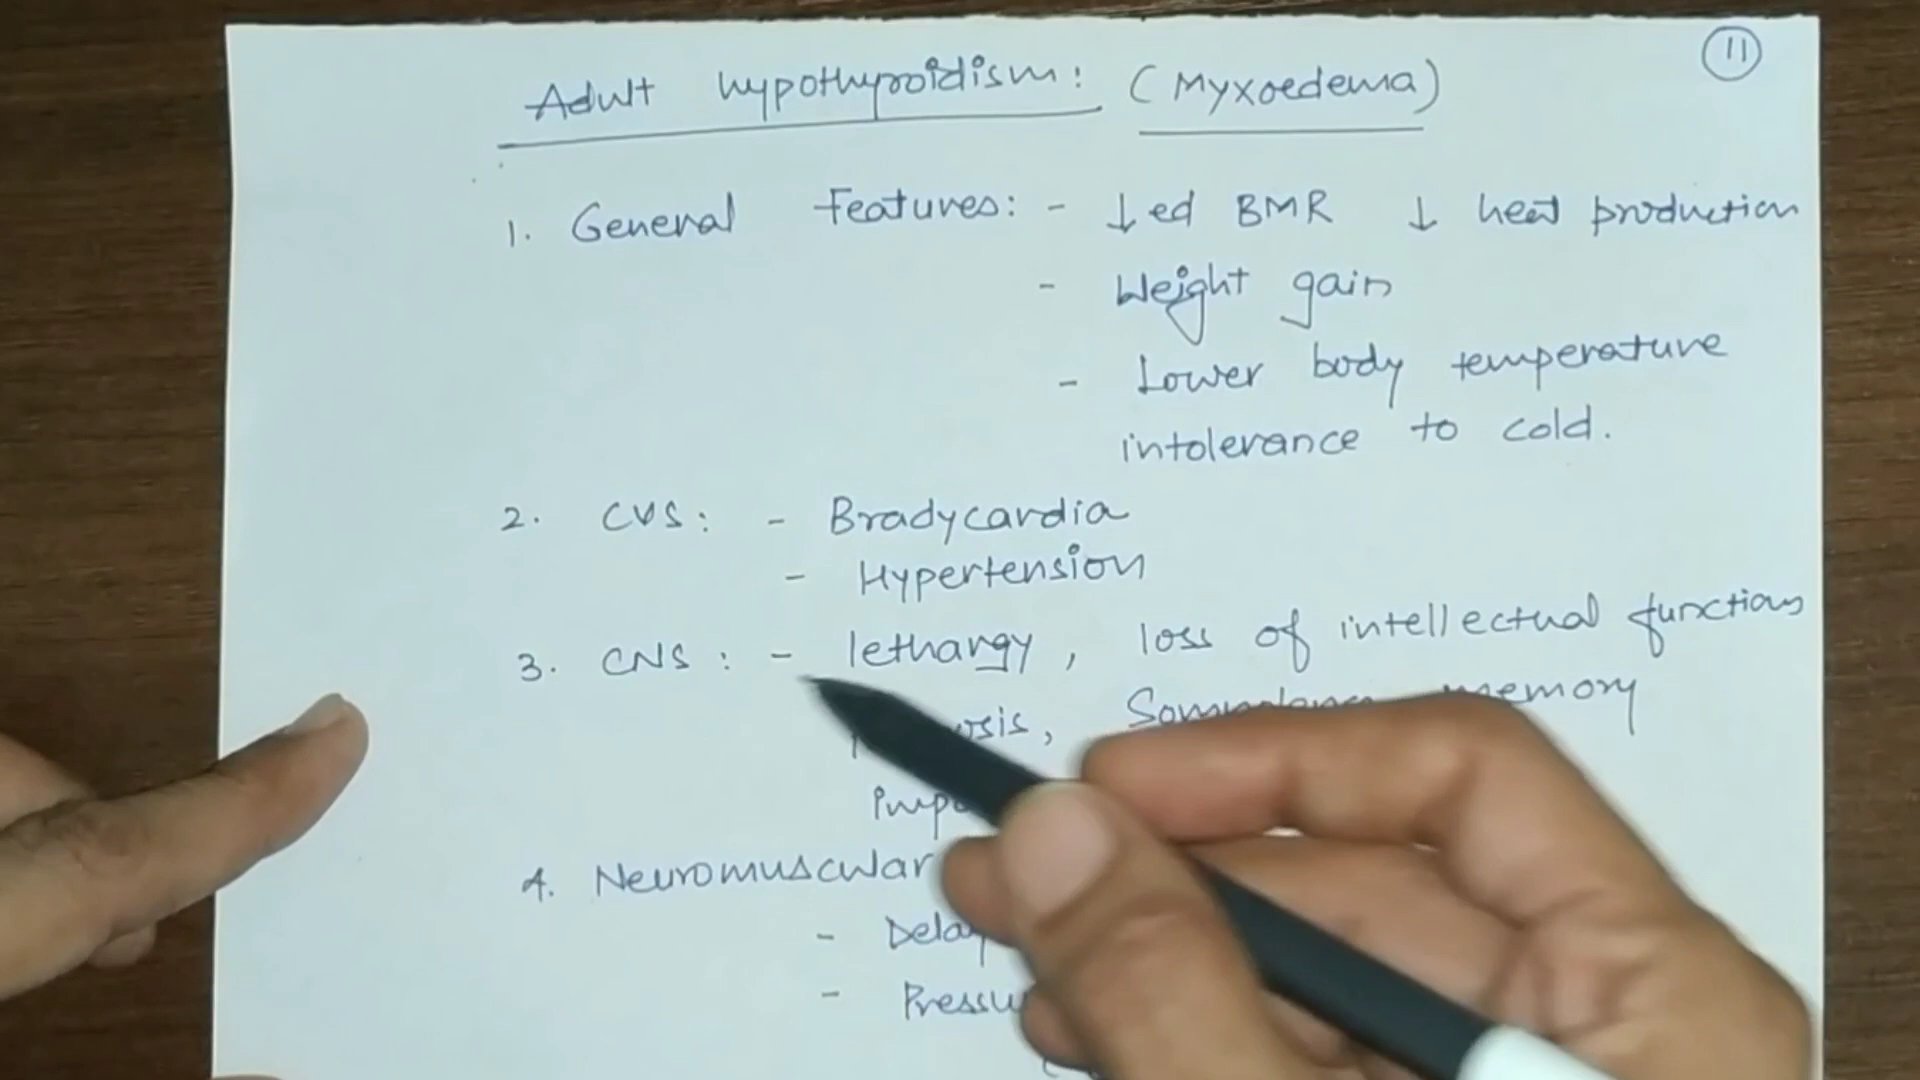 11
Adult hypothyroidism: (Myxoedema)
1. General Features: - ↓ed BMR ↓ heat production
- Weight gain
- Lower body temperature
intolerance to cold.
2. CVS: - Bradycardia
- Hypertension
3. CNS: - lethargy, loss of intellectual functions
memory
4. Neuromuscular